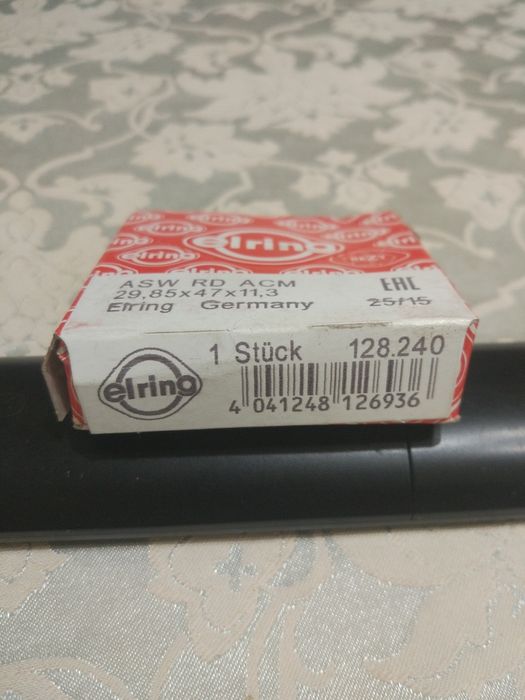 elring
ASW RD ACM EAC
29,85x47x11,3 25/15
Elring Germany
elring
1 Stück 128.240
4 041248 126936